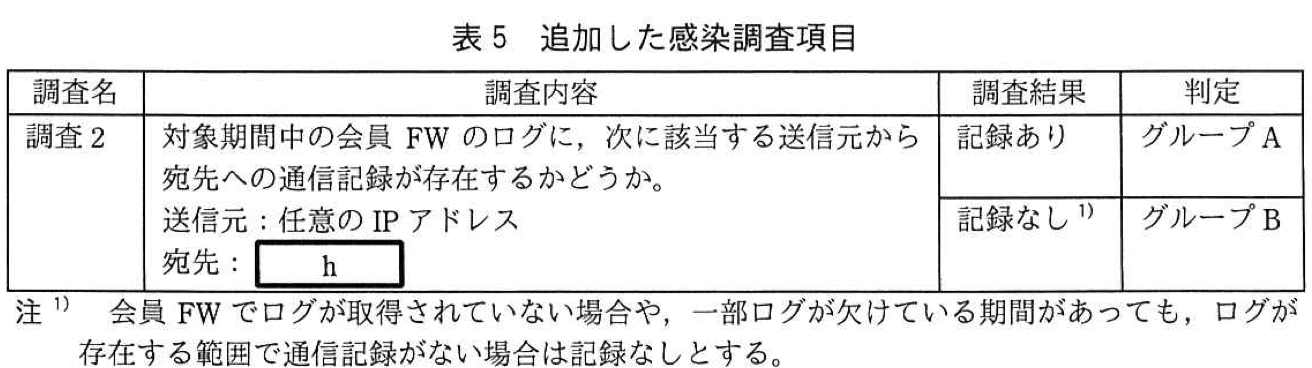 表5 追加した感染調査項目
調査名 調査内容 調査結果 判定
調査2 対象期間中の会員 FW のログに,次に該当する送信元から 記録あり グループA
宛先への通信記録が存在するかどうか。
送信元:任意の IP アドレス 記録なし 1) グループB
宛先: h
注 1) 会員 FW でログが取得されていない場合や,一部ログが欠けている期間があっても,ログが
存在する範囲で通信記録がない場合は記録なしとする。